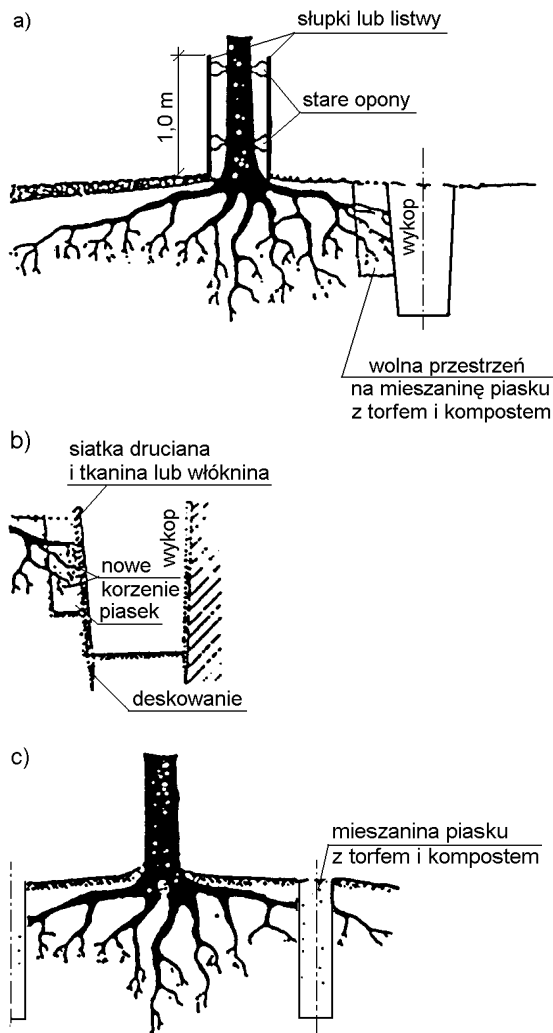 a)
słupki lub listwy
stare opony
1,0 m
wykop
wolna przestrzeń
na mieszaninę piasku
z torfem i kompostem
b)
siatka druciana
i tkanina lub włóknina
wykop
nowe
korzenie
piasek
deskowanie
c)
mieszanina piasku
z torfem i kompostem